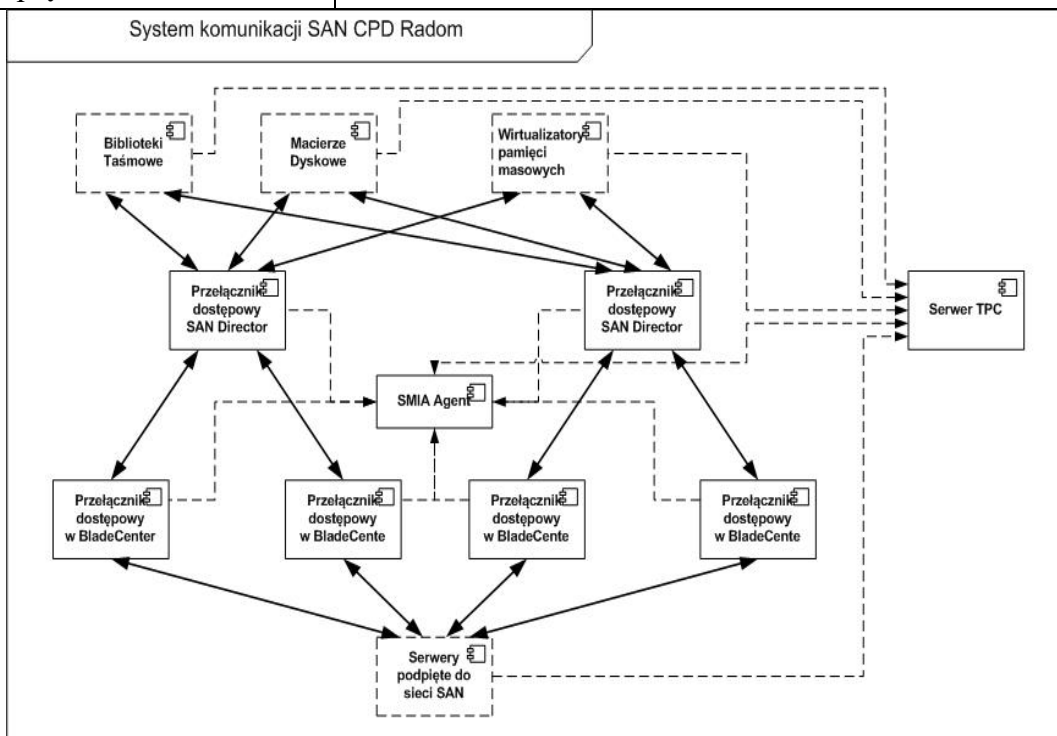 System komunikacji SAN CPD Radom
Biblioteki
Taśmowe
Macierze
Dyskowe
Wirtualizatory
pamięci
masowych
Przełącznik
dostępowy
SAN Director
Przełącznik
dostępowy
SAN Director
Serwer TPC
SMIA Agent
Przełącznik
dostępowy
w BladeCenter
Przełącznik
dostępowy
w BladeCente
Przełącznik
dostępowy
w BladeCente
Przełącznik
dostępowy
w BladeCente
Serwery
podpięte do
sieci SAN